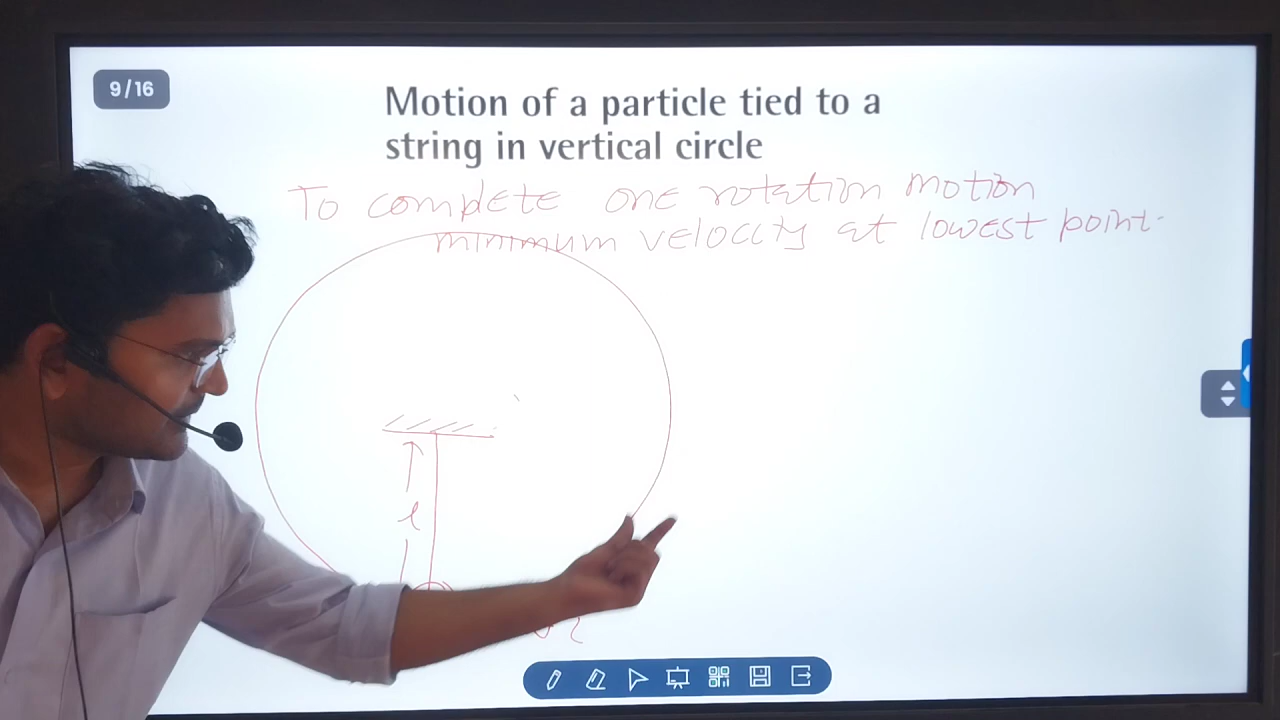 9/16
Motion of a particle tied to a
string in vertical circle
To complete one rotation motion
minimum velocity at lowest point.
l